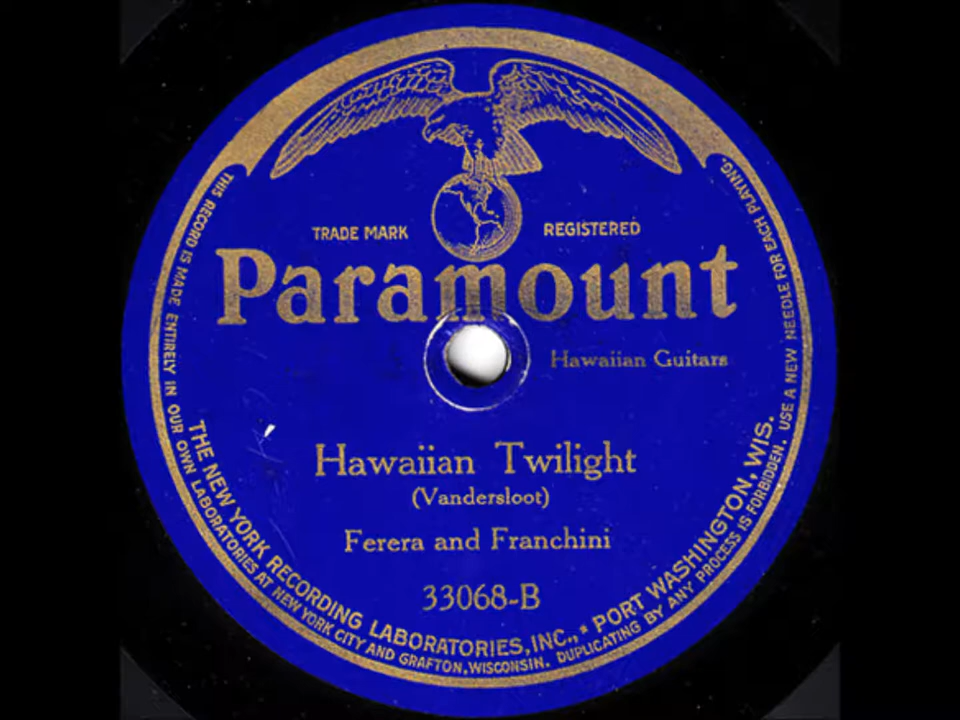 TRADE MARK REGISTERED
Paramount
Hawaiian Guitars
Hawaiian Twilight
(Vandersloot)
Ferera and Franchini
33068-B
THE NEW YORK RECORDING LABORATORIES, INC., * PORT WASHINGTON, WIS.
THIS RECORD IS MADE ENTIRELY IN OUR OWN LABORATORIES AT NEW YORK CITY AND GRAFTON, WISCONSIN. DUPLICATING BY ANY PROCESS IS FORBIDDEN. USE A NEW NEEDLE FOR EACH PLAYING.